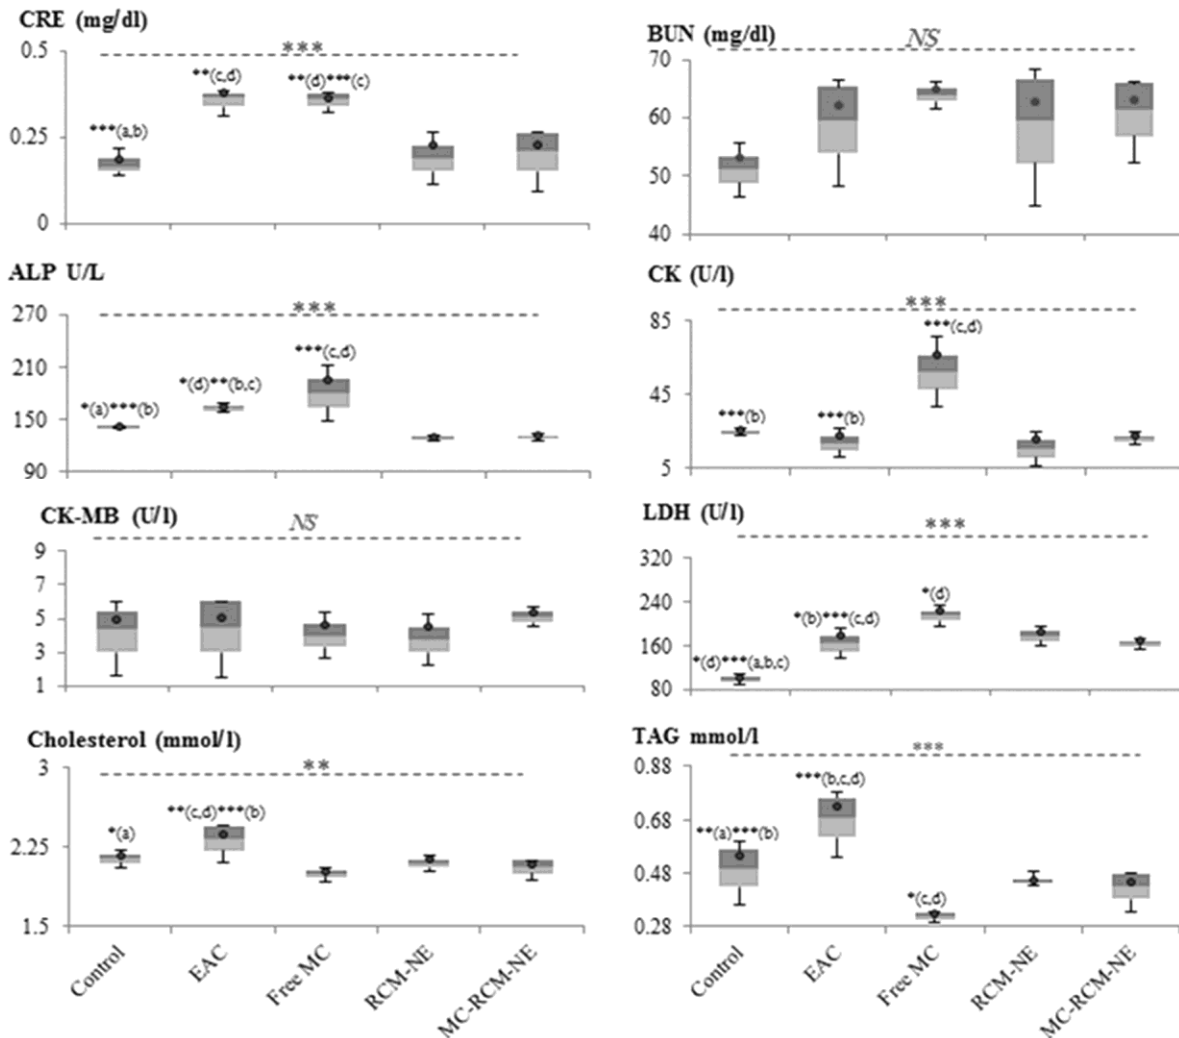 CRE (mg/dl)
***
0.5
**(c,d)
**(d)***(c)
***(a,b)
0.25
0
BUN (mg/dl)
NS
70
60
50
40
ALP U/L
***
270
***(c,d)
210
*(d)**(b,c)
*(a)***(b)
150
90
CK (U/l)
***
85
***(c,d)
45
***(b)
***(b)
5
CK-MB (U/l)
NS
9
7
5
3
1
LDH (U/l)
***
320
240
*(d)
*(b)***(c,d)
160
*(d)***(a,b,c)
80
Cholesterol (mmol/l)
**
3
**(c,d)***(b)
*(a)
2.25
1.5
TAG mmol/l
***
0.88
***(b,c,d)
0.68
**(a)***(b)
0.48
*(c,d)
0.28
Control
EAC
Free MC
RCM-NE
MC-RCM-NE
Control
EAC
Free MC
RCM-NE
MC-RCM-NE